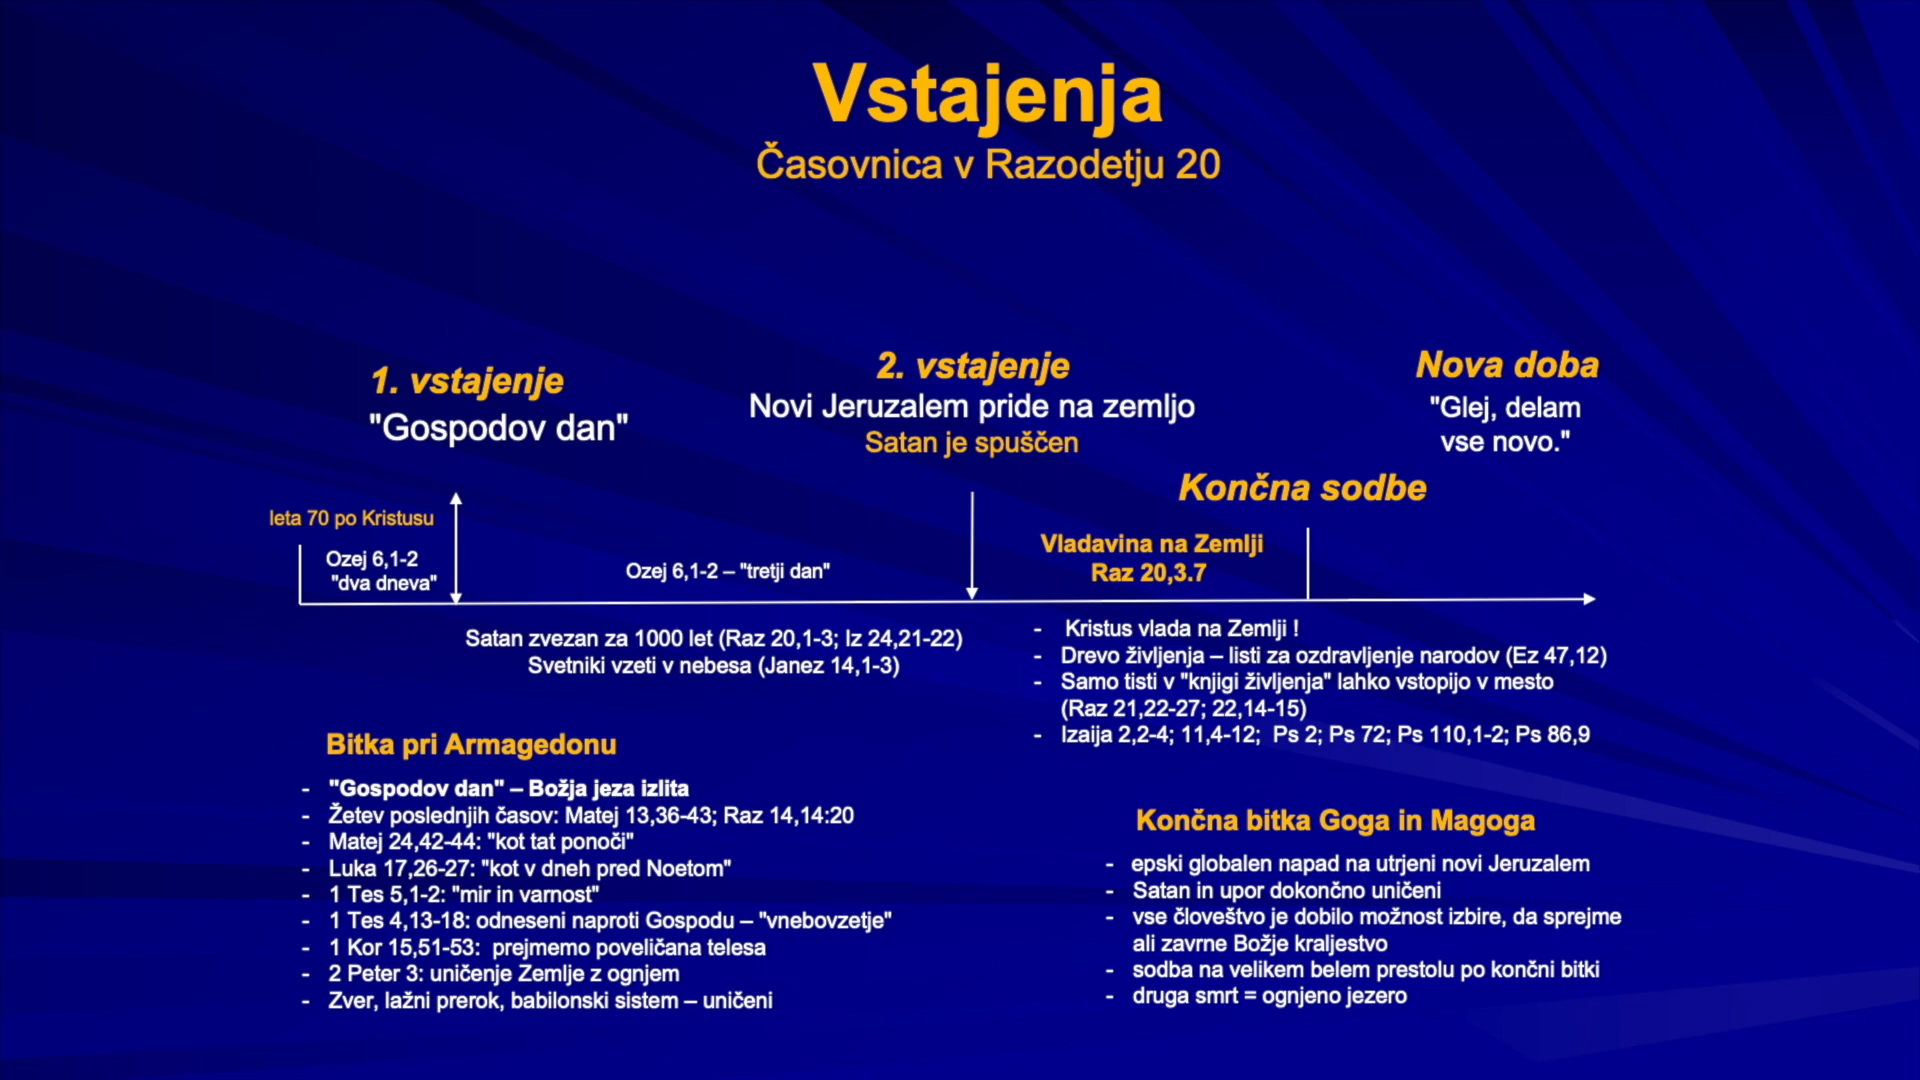 Vstajenja
Časovnica v Razodetju 20
1. vstajenje
"Gospodov dan"
2. vstajenje
Novi Jeruzalem pride na zemljo
Satan je spuščen
Nova doba
"Glej, delam
vse novo."
Končna sodbe
leta 70 po Kristusu
Ozej 6,1-2
"dva dneva"
Ozej 6,1-2 – "tretji dan"
Vladavina na Zemlji
Raz 20,3.7
Satan zvezan za 1000 let (Raz 20,1-3; Iz 24,21-22)
Svetniki vzeti v nebesa (Janez 14,1-3)
- Kristus vlada na Zemlji !
- Drevo življenja – listi za ozdravljenje narodov (Ez 47,12)
- Samo tisti v "knjigi življenja" lahko vstopijo v mesto
(Raz 21,22-27; 22,14-15)
- Izaija 2,2-4; 11,4-12; Ps 2; Ps 72; Ps 110,1-2; Ps 86,9
Bitka pri Armagedonu
- "Gospodov dan" – Božja jeza izlita
- Žetev poslednjih časov: Matej 13,36-43; Raz 14,14:20
- Matej 24,42-44: "kot tat ponoči"
- Luka 17,26-27: "kot v dneh pred Noetom"
- 1 Tes 5,1-2: "mir in varnost"
- 1 Tes 4,13-18: odneseni naproti Gospodu – "vnebovzetje"
- 1 Kor 15,51-53: prejmemo poveličana telesa
- 2 Peter 3: uničenje Zemlje z ognjem
- Zver, lažni prerok, babilonski sistem – uničeni
Končna bitka Goga in Magoga
- epski globalen napad na utrjeni novi Jeruzalem
- Satan in upor dokončno uničeni
- vse človeštvo je dobilo možnost izbire, da sprejme
ali zavrne Božje kraljestvo
- sodba na velikem belem prestolu po končni bitki
- druga smrt = ognjeno jezero